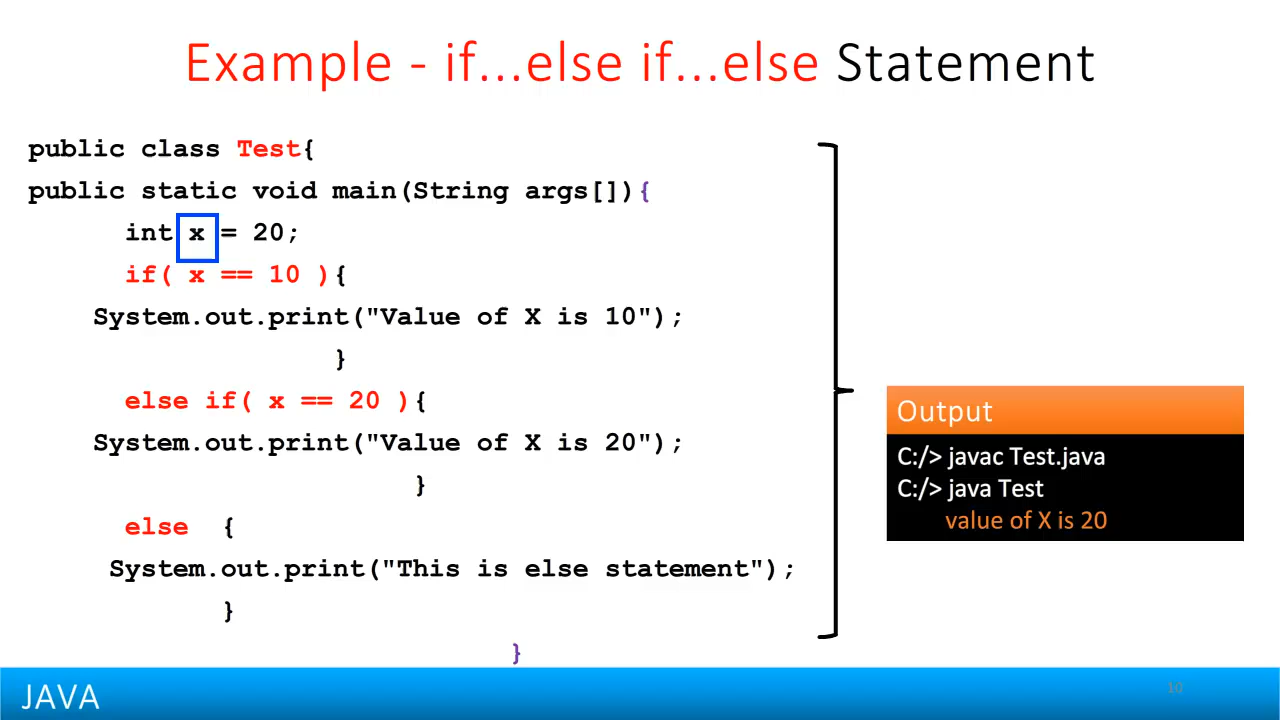 Example - if...else if...else Statement
public class Test{
public static void main(String args[]){
int x = 20;
if( x == 10 ){
System.out.print("Value of X is 10");
}
else if( x == 20 ){
System.out.print("Value of X is 20");
}
else {
System.out.print("This is else statement");
}
}
Output
C:/> javac Test.java
C:/> java Test
value of X is 20
JAVA
10